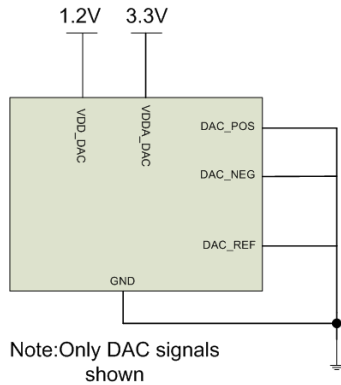 1.2V 3.3V
VDD_DAC
VDDA_DAC
DAC_POS
DAC_NEG
DAC_REF
GND
Note:Only DAC signals
shown